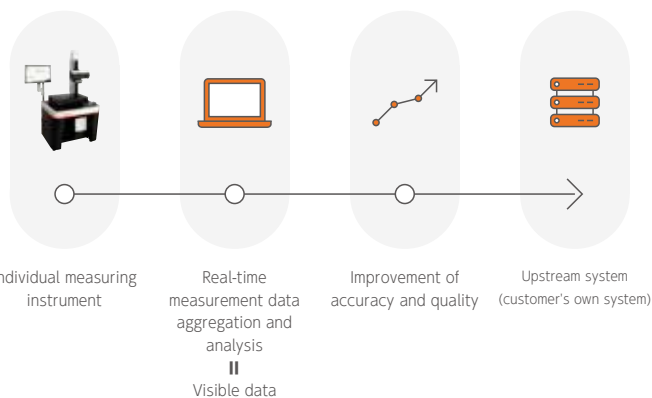 ndividual measuring
instrument
Real-time
measurement data
aggregation and
analysis
=
Visible data
Improvement of
accuracy and quality
Upstream system
(customer's own system)